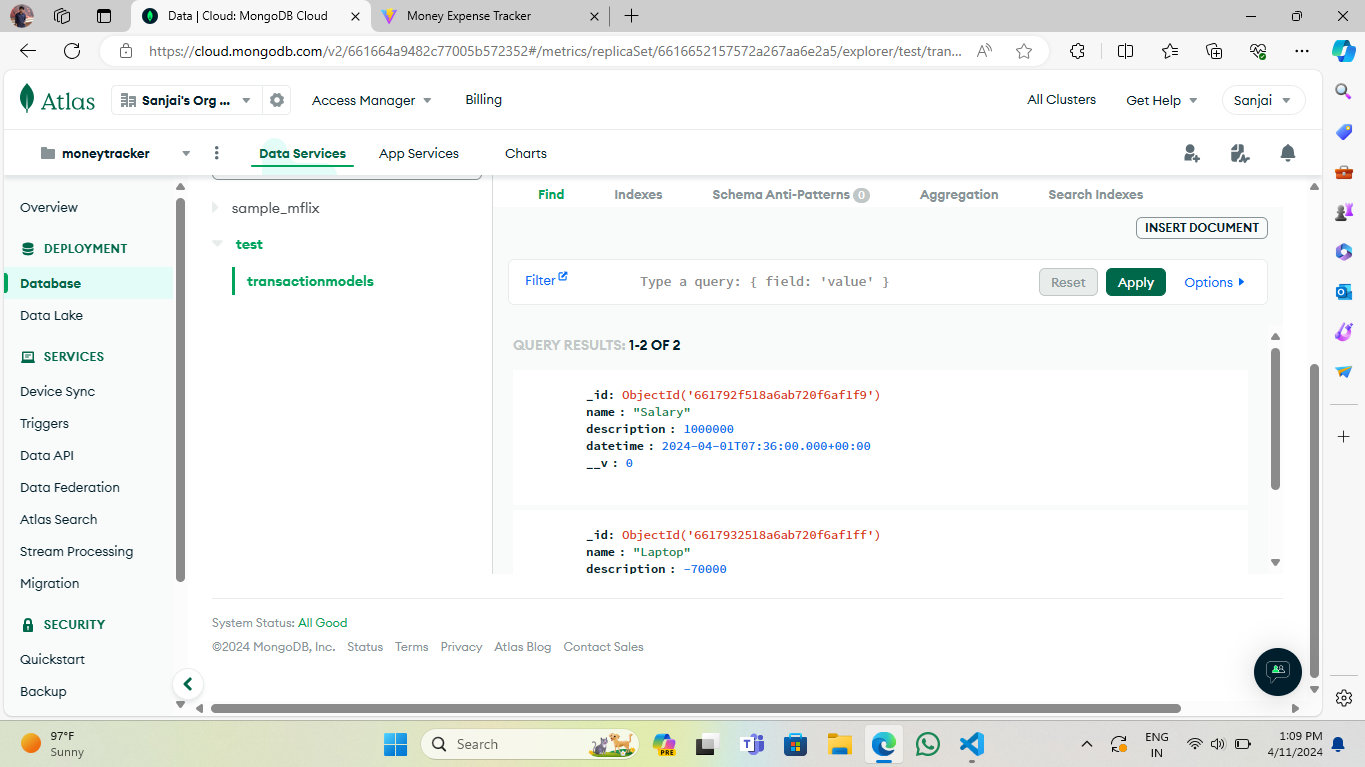 Data | Cloud: MongoDB Cloud
Money Expense Tracker
https://cloud.mongodb.com/v2/661664a9482c77005b572352#/metrics/replicaSet/6616652157572a267aa6e2a5/explorer/test/tran...
Atlas
Sanjai's Org ...
Access Manager
Billing
All Clusters
Get Help
Sanjai
moneytracker
Data Services
App Services
Charts
Overview
DEPLOYMENT
Database
Data Lake
SERVICES
Device Sync
Triggers
Data API
Data Federation
Atlas Search
Stream Processing
Migration
SECURITY
Quickstart
Backup
sample_mflix
test
transactionmodels
Find
Indexes
Schema Anti-Patterns 0
Aggregation
Search Indexes
INSERT DOCUMENT
Filter
Type a query: { field: 'value' }
Reset
Apply
Options
QUERY RESULTS: 1-2 OF 2
_id: ObjectId('661792f518a6ab720f6af1f9')
name : "Salary"
description : 1000000
datetime : 2024-04-01T07:36:00.000+00:00
__v : 0
_id: ObjectId('6617932518a6ab720f6af1ff')
name : "Laptop"
description : -70000
System Status: All Good
©2024 MongoDB, Inc. Status Terms Privacy Atlas Blog Contact Sales
97°F
Sunny
Search
PRE
ENG
IN
1:09 PM
4/11/2024